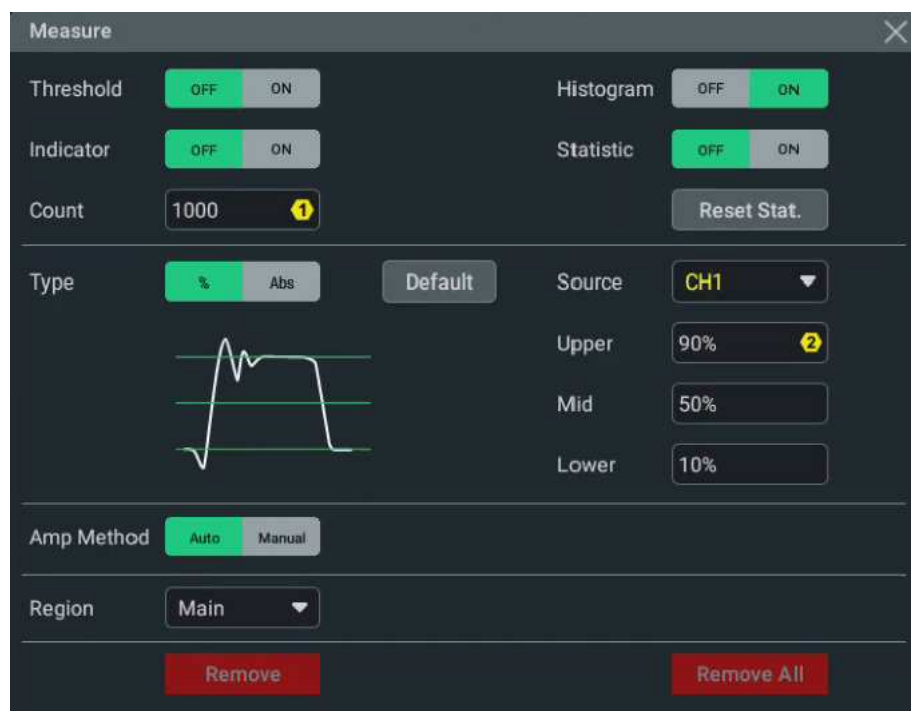 Measure
Threshold OFF ON Histogram OFF ON
Indicator OFF ON Statistic OFF ON
Count 1000 1 Reset Stat.
Type % Abs Default Source CH1
Upper 90% 2
Mid 50%
Lower 10%
Amp Method Auto Manual
Region Main
Remove Remove All